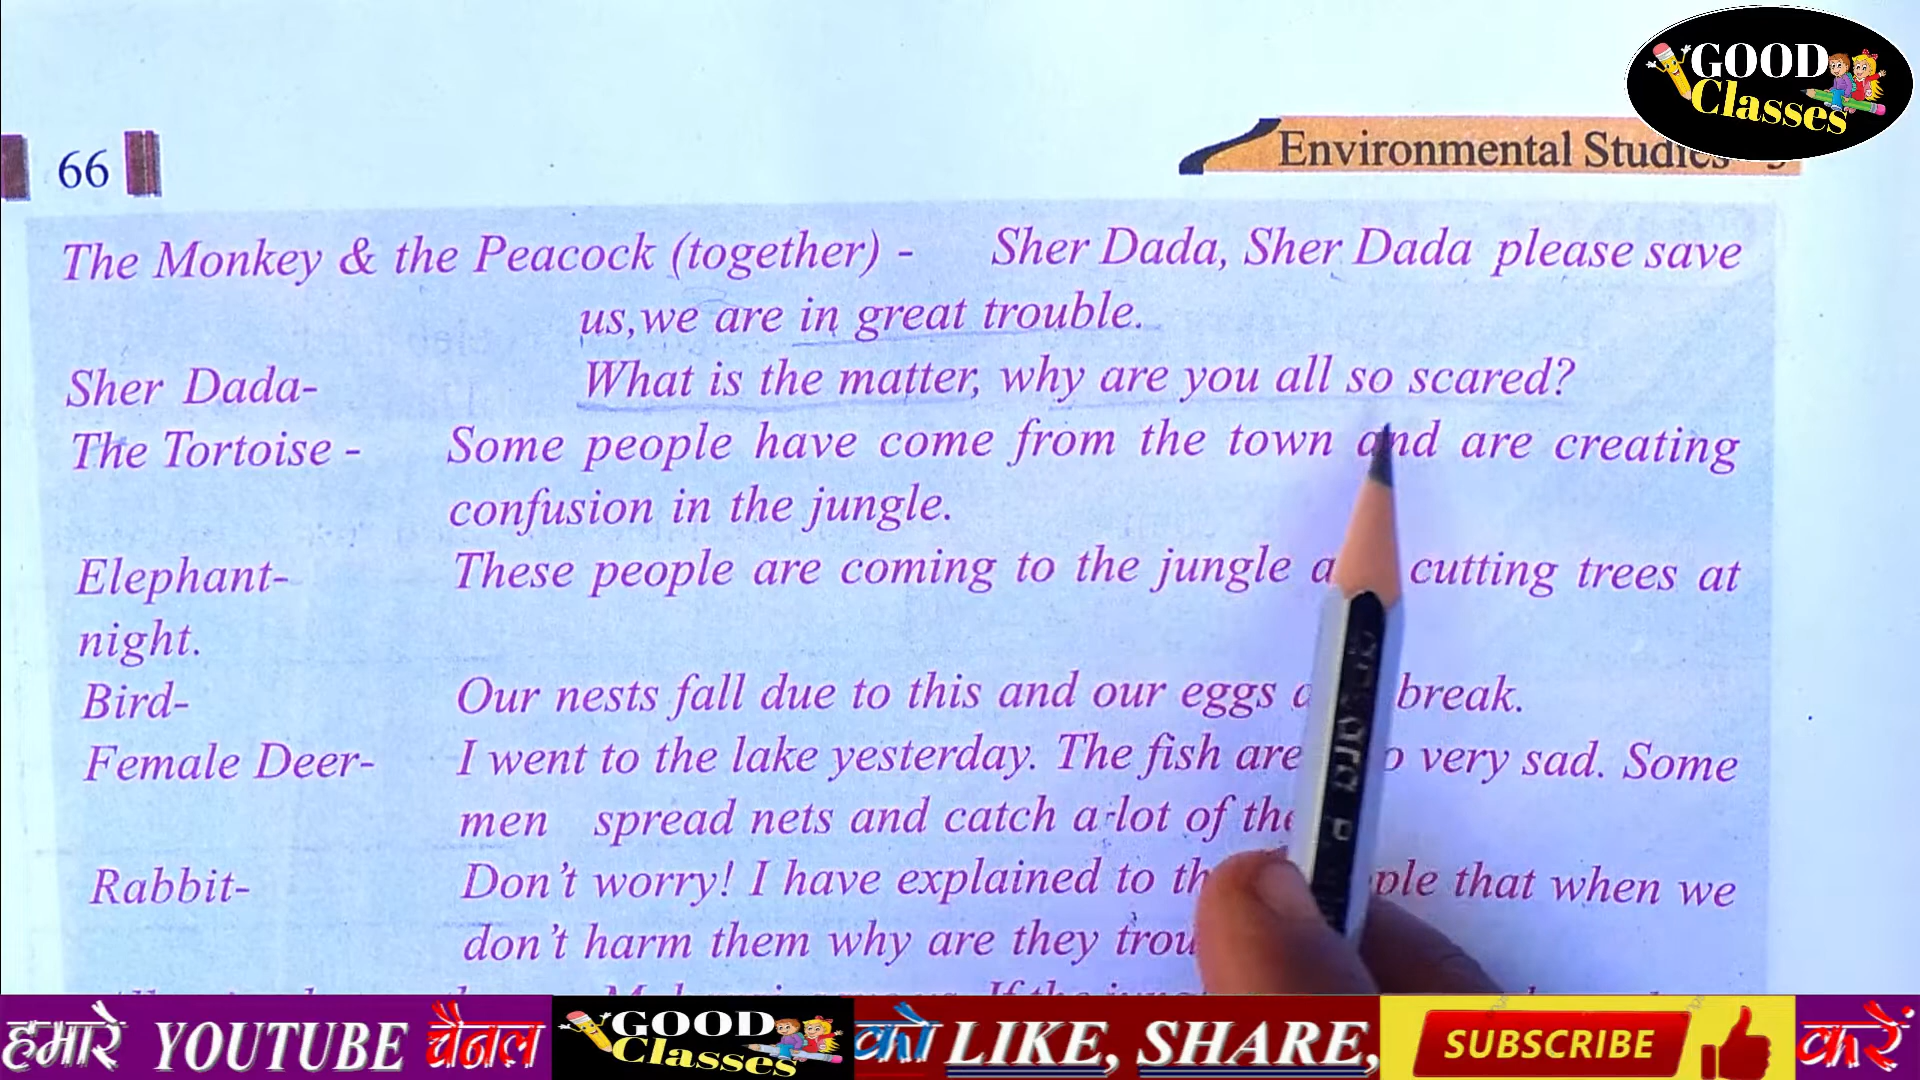 GOOD
Classes
66
Environmental Studies
The Monkey & the Peacock (together) - Sher Dada, Sher Dada please save
us,we are in great trouble.
Sher Dada- What is the matter, why are you all so scared?
The Tortoise - Some people have come from the town and are creating
confusion in the jungle.
Elephant- These people are coming to the jungle cutting trees at
night.
Bird- Our nests fall due to this and our eggs break.
Female Deer- I went to the lake yesterday. The fish are very sad. Some
men spread nets and catch a lot of
Rabbit- Don't worry! I have explained to that when we
don't harm them why are they
हमारे YOUTUBE चैनल GOOD Classes को LIKE, SHARE, SUBSCRIBE करें